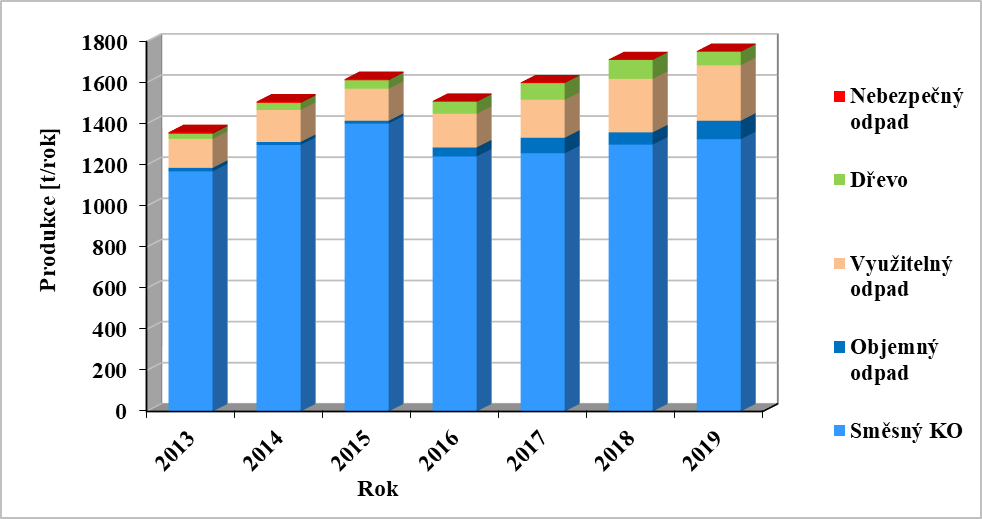 1800
1600
1400
1200
1000
800
600
400
200
0
Produkce [t/rok]
2013
2014
2015
2016
2017
2018
2019
Rok
Nebezpečný
odpad
Dřevo
Využitelný
odpad
Objemný
odpad
Směsný KO